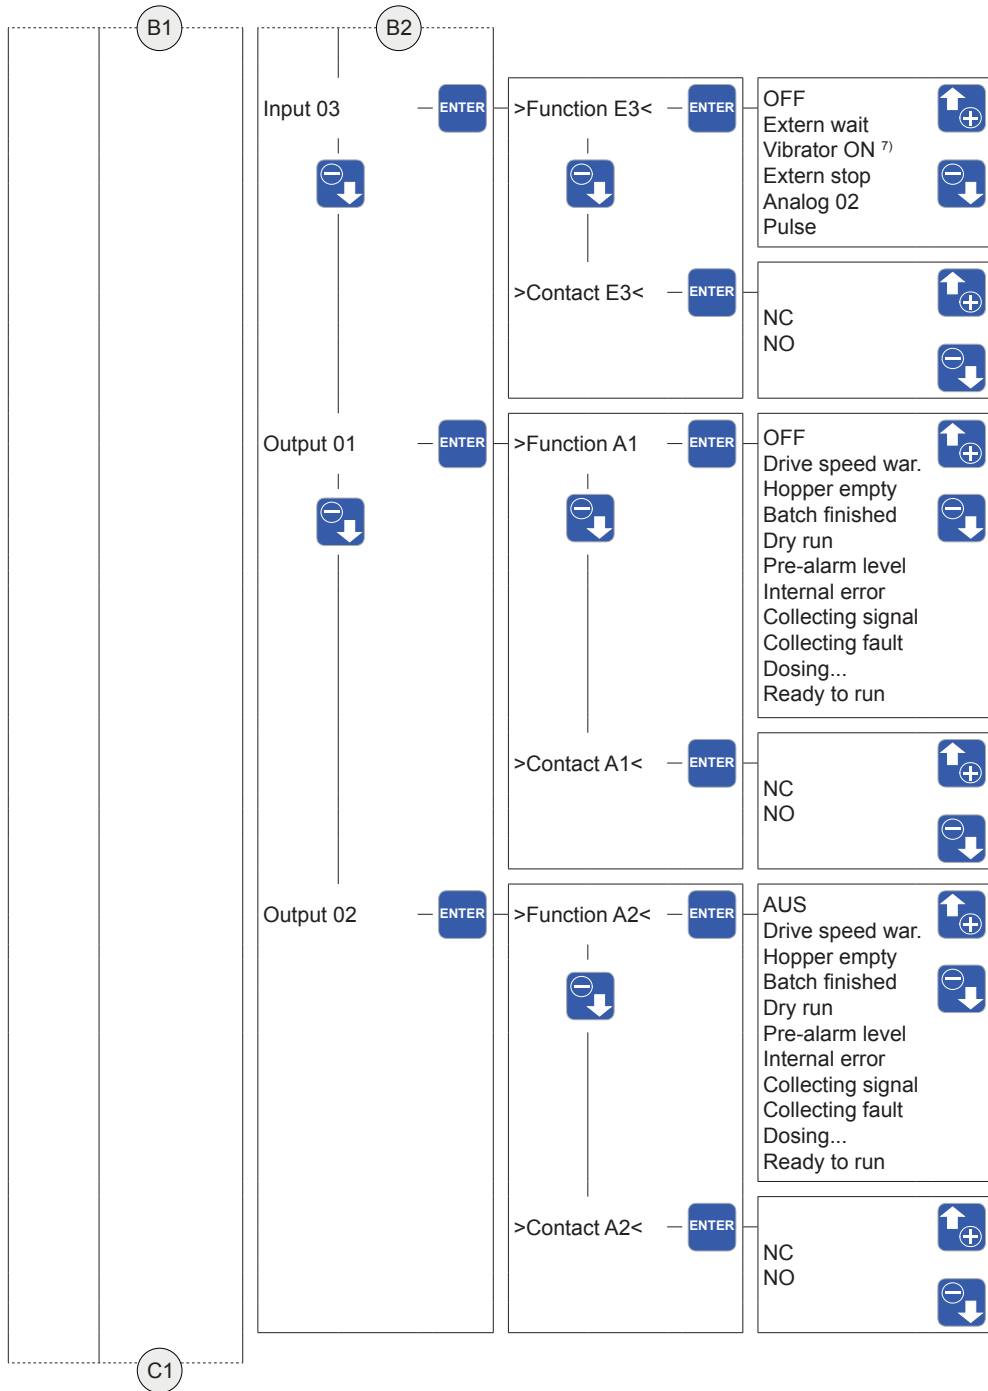 B1
B2
Input 03
ENTER
>Function E3<
ENTER
OFF
Extern wait
Vibrator ON 7)
Extern stop
Analog 02
Pulse
>Contact E3<
ENTER
NC
NO
Output 01
ENTER
>Function A1
ENTER
OFF
Drive speed war.
Hopper empty
Batch finished
Dry run
Pre-alarm level
Internal error
Collecting signal
Collecting fault
Dosing...
Ready to run
>Contact A1<
ENTER
NC
NO
Output 02
ENTER
>Function A2<
ENTER
AUS
Drive speed war.
Hopper empty
Batch finished
Dry run
Pre-alarm level
Internal error
Collecting signal
Collecting fault
Dosing...
Ready to run
>Contact A2<
ENTER
NC
NO
C1